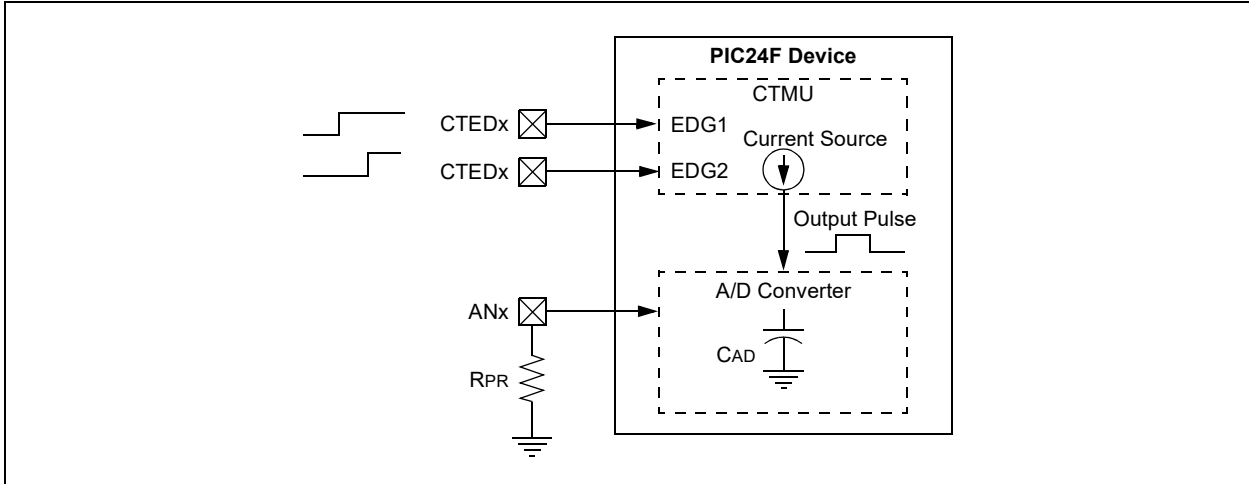 PIC24F Device
CTMU
CTEDx
EDG1
Current Source
CTEDx
EDG2
Output Pulse
A/D Converter
ANx
CAD
RPR